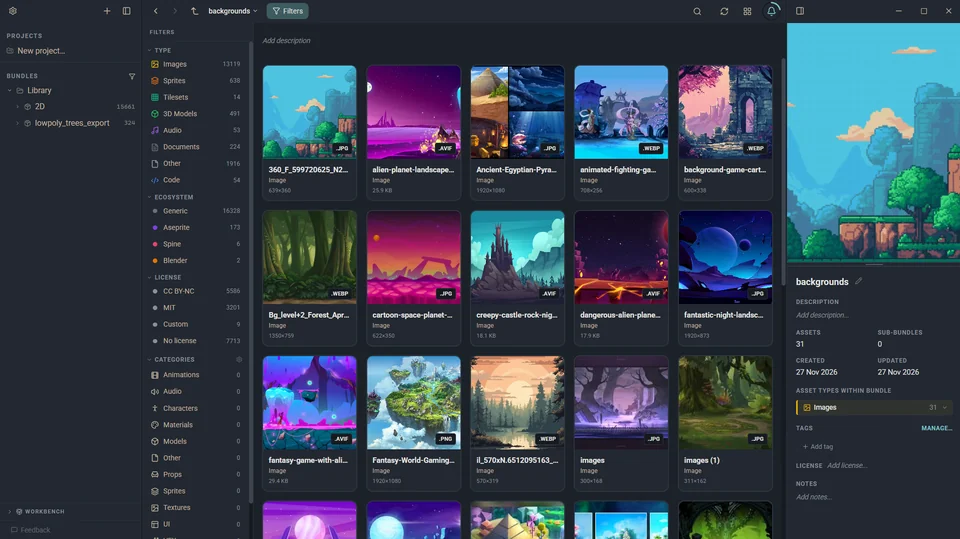 backgrounds
Filters
PROJECTS
New project...
BUNDLES
Library
2D 15661
lowpoly_trees_export 324
WORKBENCH
Feedback
FILTERS
TYPE
Images 13119
Sprites 638
Tilesets 14
3D Models 491
Audio 53
Documents 224
Other 1916
Code 54
ECOSYSTEM
Generic 16328
Aseprite 173
Spine 6
Blender 2
LICENSE
CC BY-NC 5566
MIT 3201
Custom 9
No license 7713
CATEGORIES
Animations 0
Audio 0
Characters 0
Materials 0
Models 0
Other 0
Props 0
Sprites 0
Textures 0
UI 0
Add description
.JPG
.AVIF
.JPG
.WEBP
.WEBP
360_F_599720625_N2...
alien-planet-landscape...
Ancient-Egyptian-Pyra...
animated-fighting-ga...
background-game-cart...
Image
Image
Image
Image
Image
639×360
25.9 KB
1920×1080
708×256
600×338
.WEBP
.JPG
.AVIF
.AVIF
.JPG
Bg_level+2_Forest_Apr...
cartoon-space-planet-...
creepy-castle-rock-nig...
dangerous-alien-plane...
fantastic-night-landsc...
Image
Image
Image
Image
Image
1350×759
622×350
18.1 KB
17.9 KB
1920×873
.AVIF
.PNG
.WEBP
.JPG
.JPG
fantasy-game-with-ali...
Fantasy-World-Gaming...
il_570xN.6512095163_...
images
images (1)
Image
Image
Image
Image
Image
29.4 KB
1920×1080
570×319
300×168
311×162
backgrounds
DESCRIPTION
Add description...
ASSETS SUB-BUNDLES
31 0
CREATED UPDATED
27 Nov 2026 27 Nov 2026
ASSET TYPES WITHIN BUNDLE
Images 31
TAGS MANAGE...
+ Add tag
LICENSE Add license...
NOTES
Add notes...